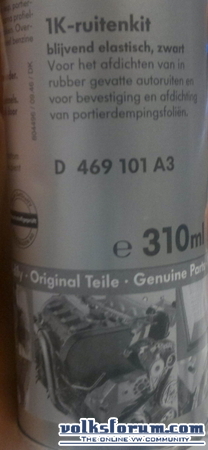 1K-ruitenkit
blijvend elastisch, zwart
Voor het afdichten van in
rubber gevatte autoruiten en
voor bevestiging en afdichting
van portierdempingsfoliën.
D 469 101 A3
e 310ml
· Original Teile · Genuine Parts
volksforum.com
THE ONLINE VW COMMUNITY